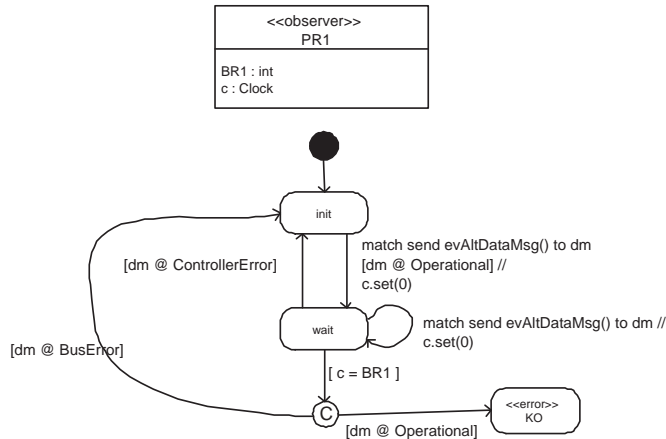 <<observer>>
PR1
BR1 : int
c : Clock
init
match send evAltDataMsg() to dm
[dm @ Operational] //
c.set(0)
[dm @ ControllerError]
wait
match send evAltDataMsg() to dm //
c.set(0)
[dm @ BusError]
[ c = BR1 ]
C
<<error>>
KO
[dm @ Operational]